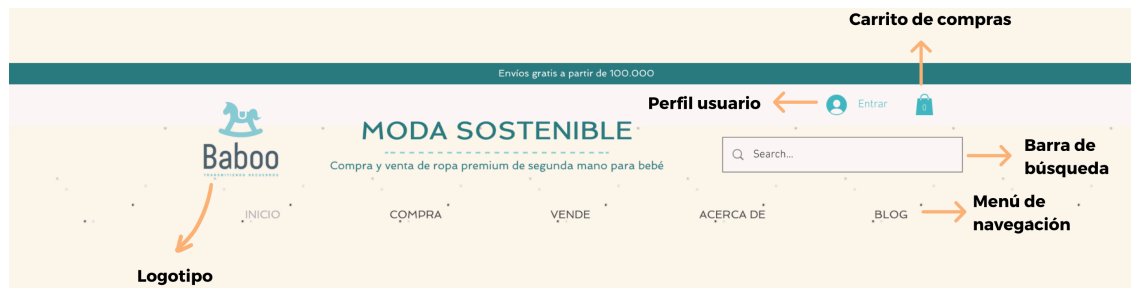 Carrito de compras
Envíos gratis a partir de 100.000
Perfil usuario
Entrar
0
MODA SOSTENIBLE
Baboo
TRANSMITIENDO RECUERDOS
Compra y venta de ropa premium de segunda mano para bebé
Search...
Barra de
búsqueda
INICIO
COMPRA
VENDE
ACERCA DE
BLOG
Menú de
navegación
Logotipo